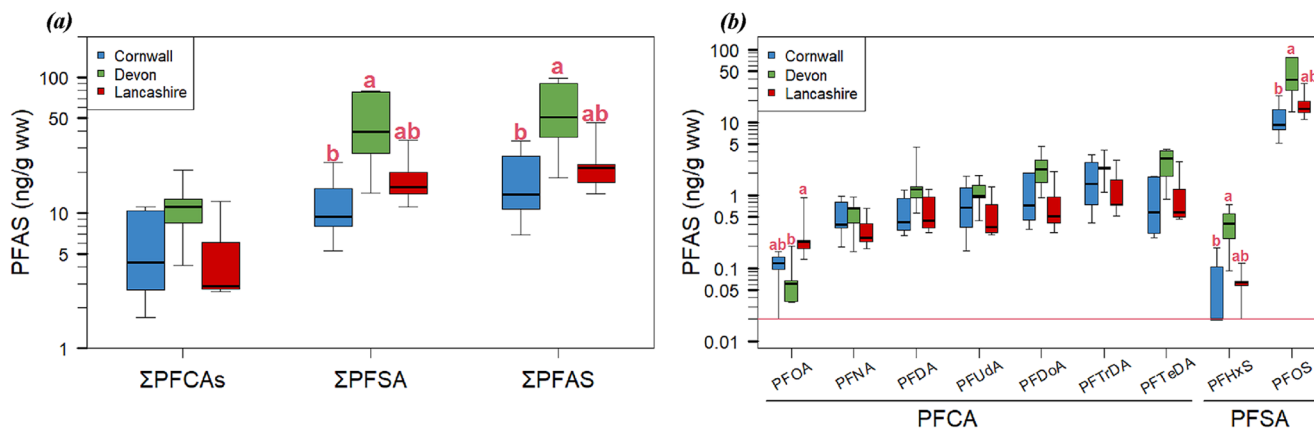 (a)
Cornwall
Devon
Lancashire
PFAS (ng/g ww)
100
50
10
5
1
b
a
ab
b
a
ab
ΣPFCAs
ΣPFSA
ΣPFAS
(b)
Cornwall
Devon
Lancashire
PFAS (ng/g ww)
100
50
10
5
1
0.5
0.1
0.05
0.01
ab
b
a
b
a
ab
b
a
ab
PFOA
PFNA
PFDA
PFUdA
PFDoA
PFTrDA
PFTeDA
PFHxS
PFOS
PFCA
PFSA